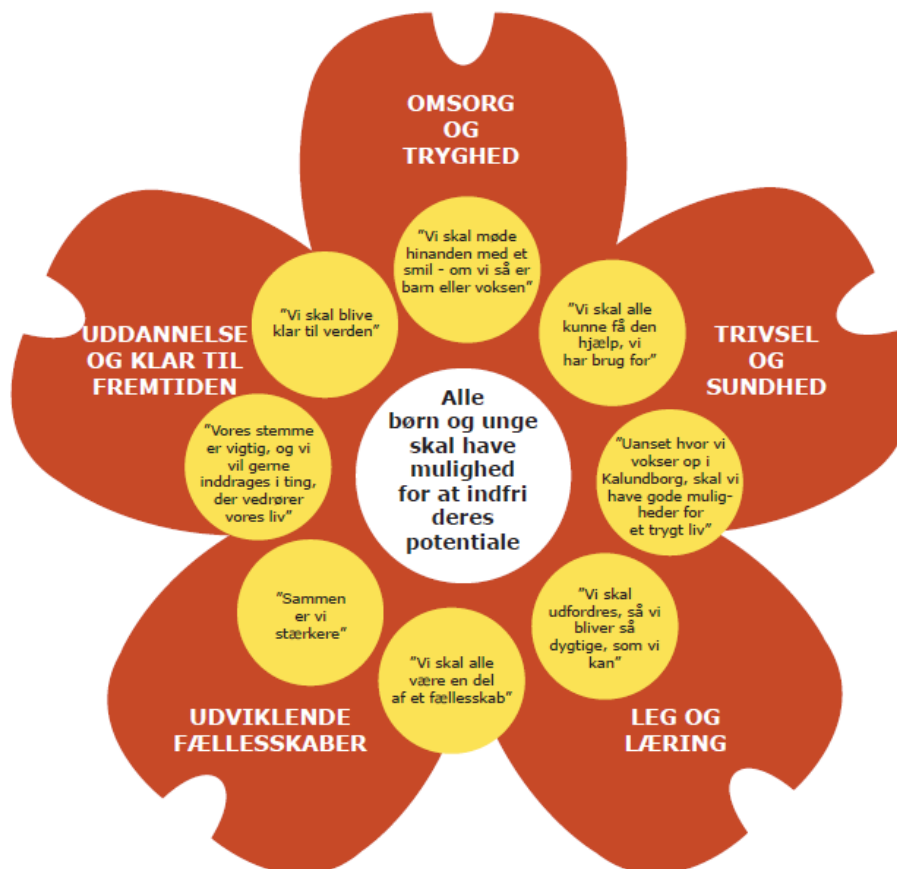 OMSORG
OG
TRYGHED
"Vi skal møde
hinanden med et
smil - om vi så er
barn eller voksen"
"Vi skal alle
kunne få den
hjælp, vi
har brug for"
TRIVSEL
OG
SUNDHED
"Uanset hvor vi
vokser op i
Kalundborg, skal vi
have gode mulig-
heder for
et trygt liv"
"Vi skal
udfordres, så vi
bliver så
dygtige, som vi
kan"
LEG OG
LÆRING
"Vi skal alle
være en del
af et fællesskab"
"Sammen
er vi
stærkere"
UDVIKLENDE
FÆLLESSKABER
"Vores stemme
er vigtig, og vi
vil gerne
inddrages i ting,
der vedrører
vores liv"
UDDANNELSE
OG KLAR TIL
FREMTIDEN
"Vi skal blive
klar til verden"
Alle
børn og unge
skal have
mulighed
for at indfri
deres
potentiale